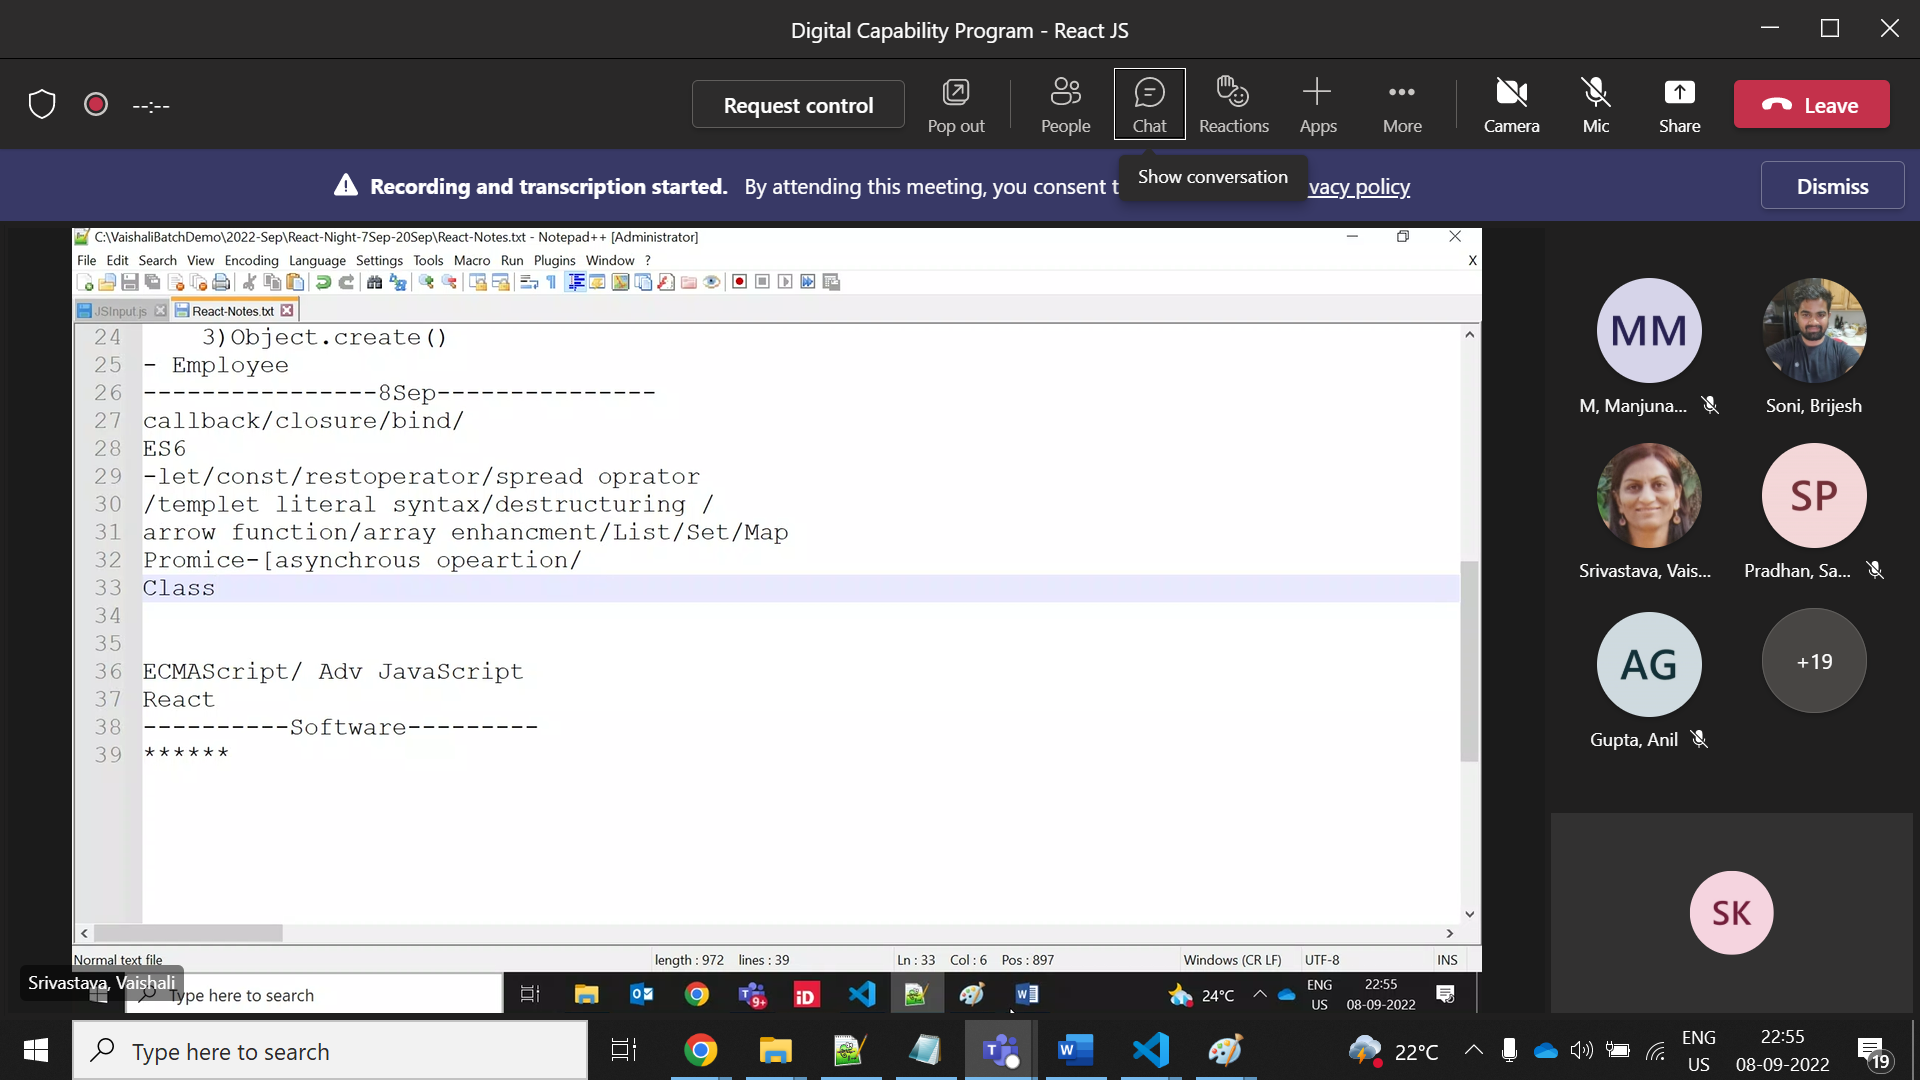 Digital Capability Program - React JS
--:--
Request control
Pop out
People
Chat
Reactions
Apps
More
Camera
Mic
Share
Leave
Recording and transcription started. By attending this meeting, you consent t
Show conversation
vacy policy
Dismiss
C:\VaishaliBatchDemo\2022-Sep\React-Night-7Sep-20Sep\React-Notes.txt - Notepad++ [Administrator]
File Edit Search View Encoding Language Settings Tools Macro Run Plugins Window ? X
JSInput.js
React-Notes.txt
24 3)Object.create()
25 - Employee
26 ----------------8Sep---------------
27 callback/closure/bind/
28 ES6
29 -let/const/restoperator/spread oprator
30 /templet literal syntax/destructuring /
31 arrow function/array enhancment/List/Set/Map
32 Promice-[asynchrous opeartion/
33 Class
34
35
36 ECMAScript/ Adv JavaScript
37 React
38 ----------Software---------
39 ******
Normal text file
length : 972 lines : 39
Ln : 33 Col : 6 Pos : 897
Windows (CR LF)
UTF-8
INS
Srivastava, Vaishali
Type here to search
9+
iD
24°C
ENG
US
22:55
08-09-2022
MM
M, Manjuna...
Soni, Brijesh
Srivastava, Vais...
SP
Pradhan, Sa...
AG
Gupta, Anil
+19
SK
Type here to search
22°C
ENG
US
22:55
08-09-2022
19